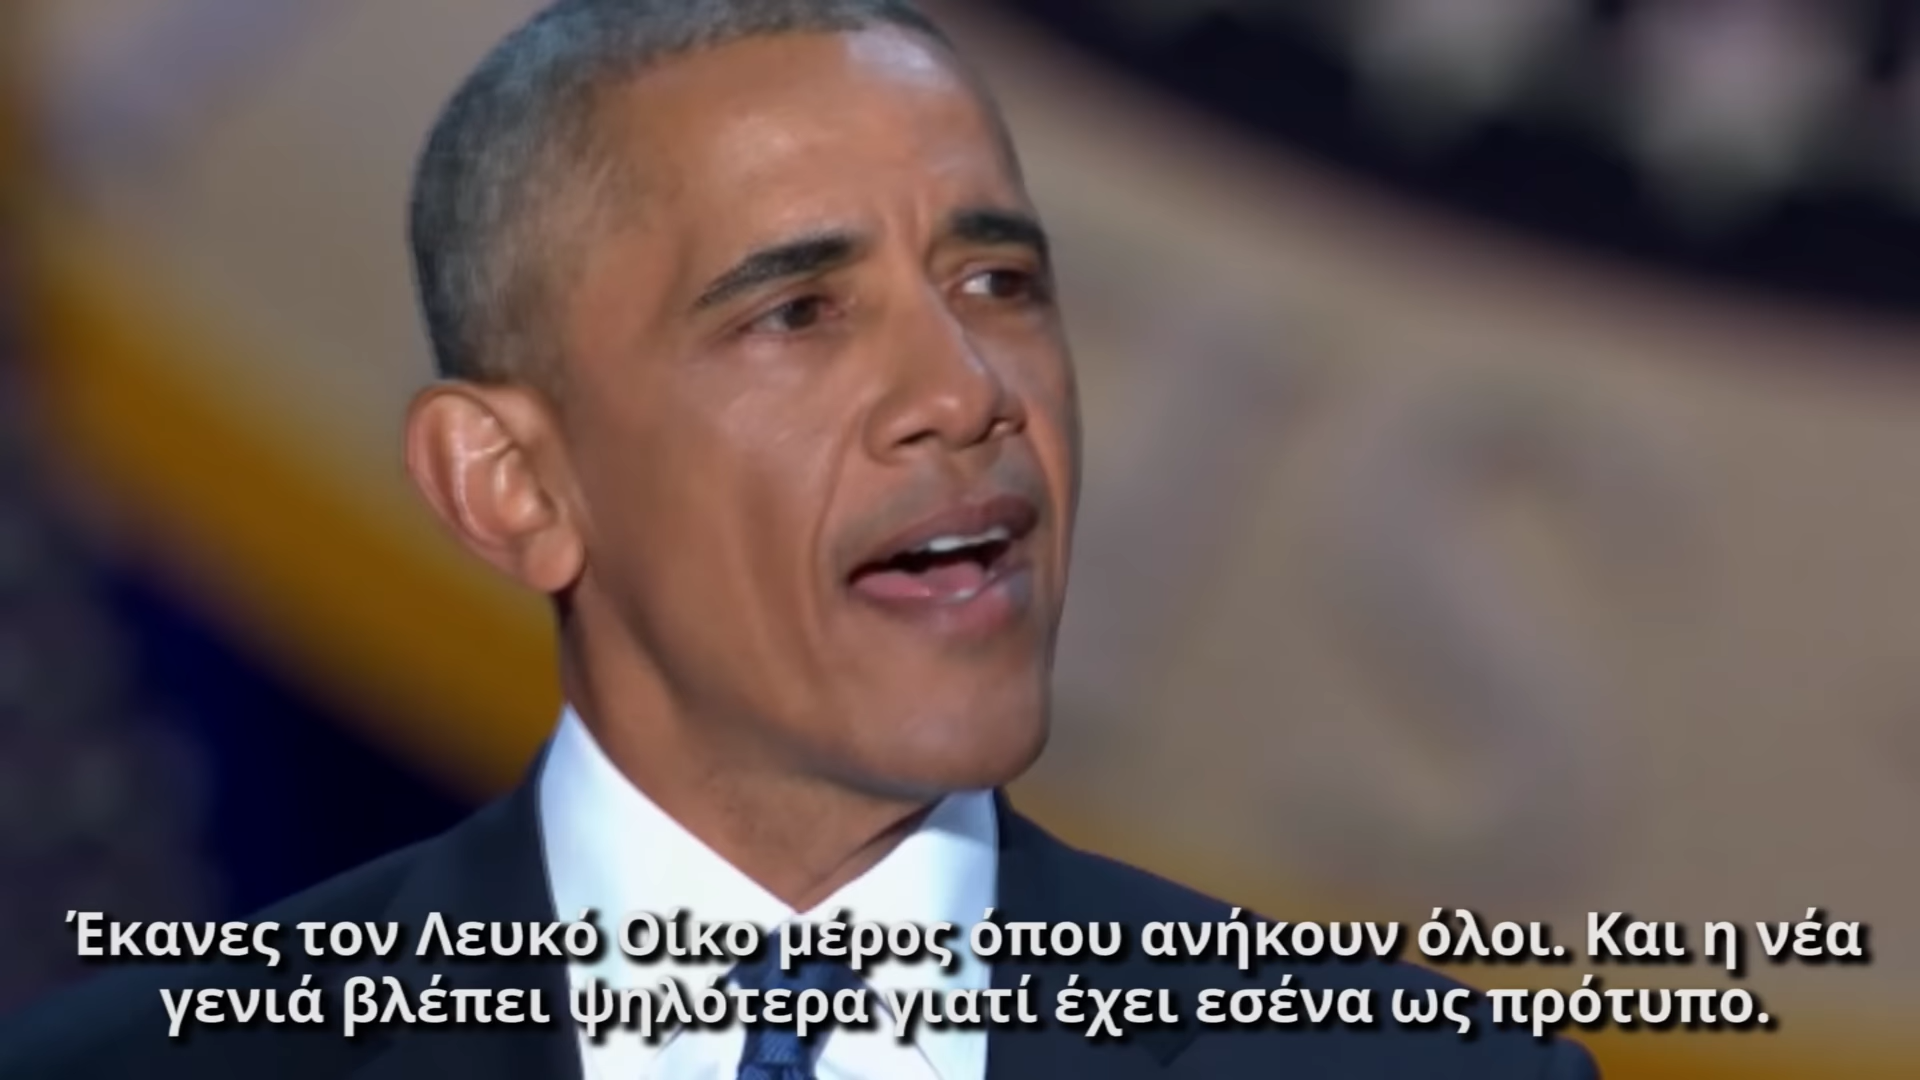 Έκανες τον Λευκό Οίκο μέρος όπου ανήκουν όλοι. Και η νέα
γενιά βλέπει ψηλότερα γιατί έχει εσένα ως πρότυπο.